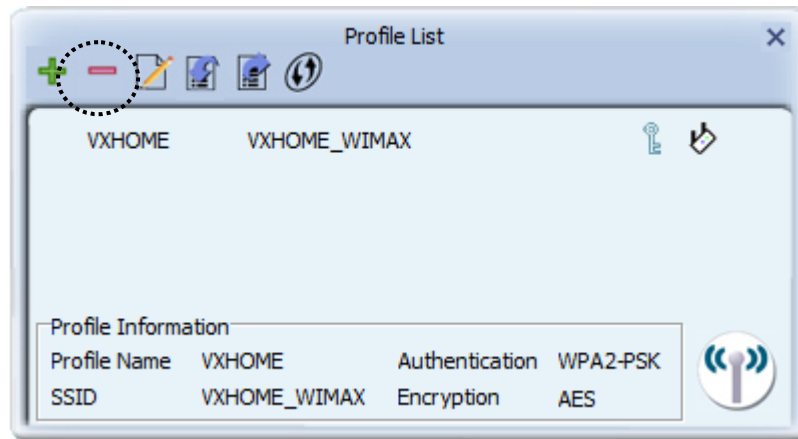 Profile List
VXHOME VXHOME_WIMAX
Profile Information
Profile Name VXHOME Authentication WPA2-PSK
SSID VXHOME_WIMAX Encryption AES